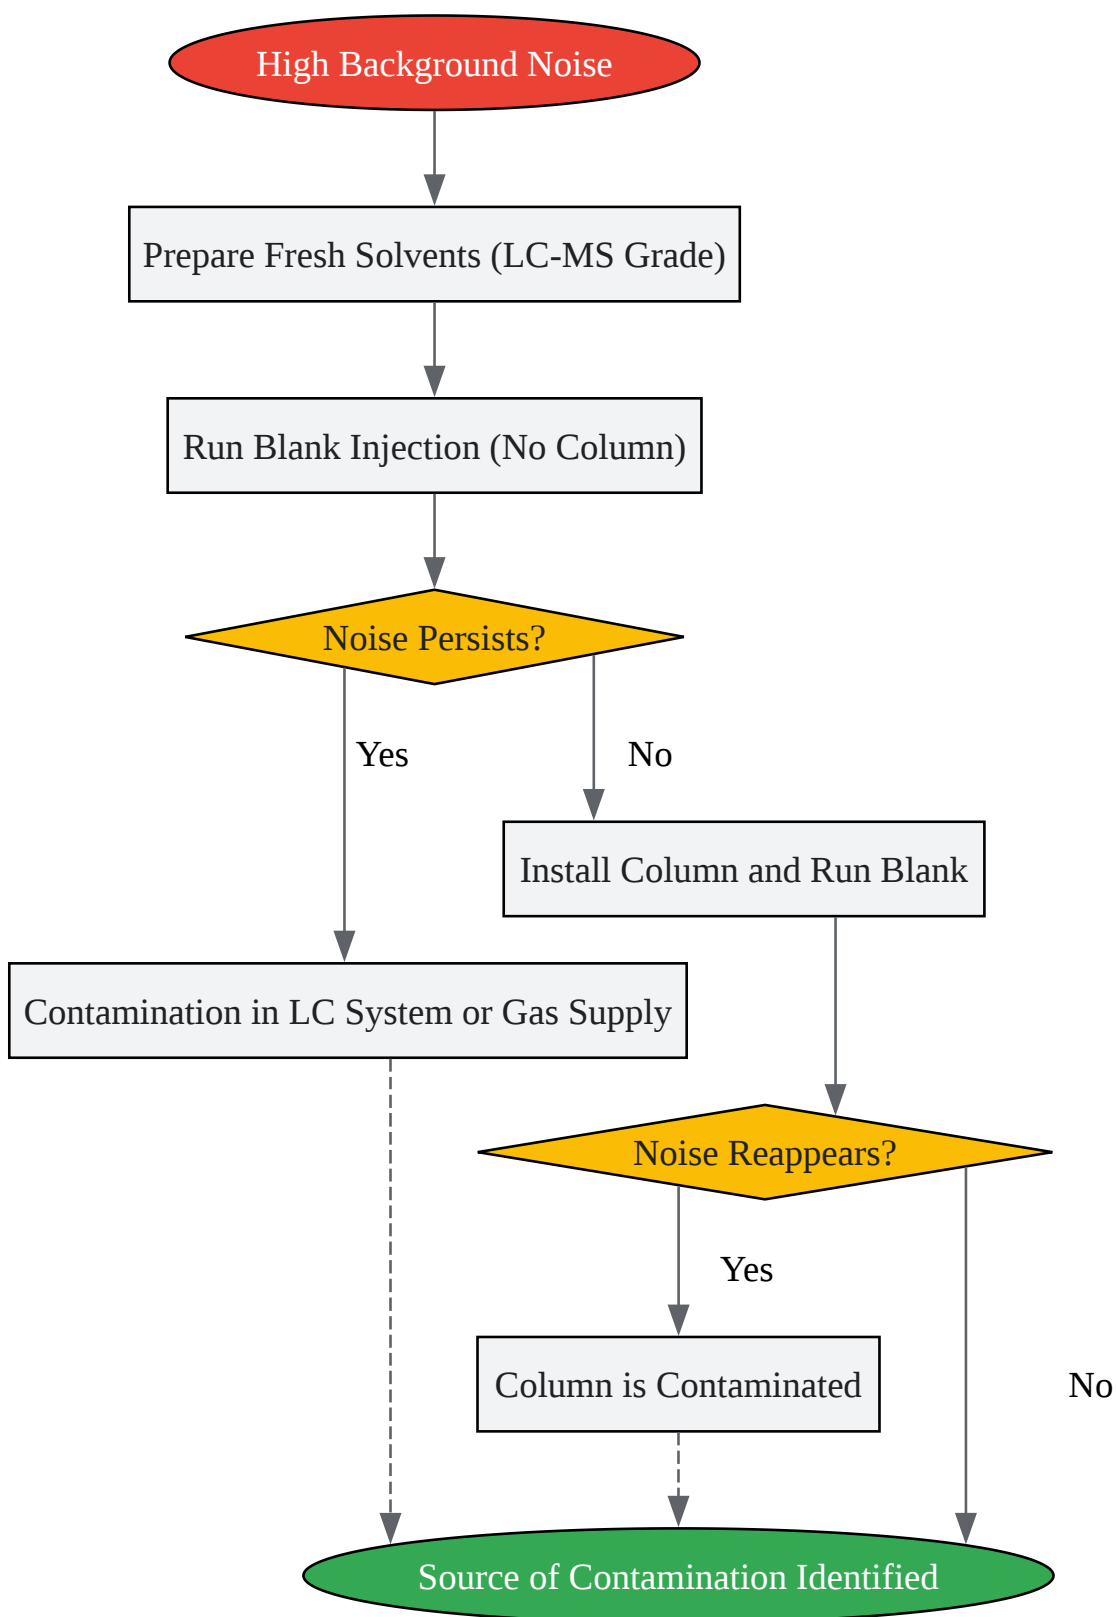 High Background Noise
Prepare Fresh Solvents (LC-MS Grade)
Run Blank Injection (No Column)
Noise Persists?
Yes
No
Install Column and Run Blank
Contamination in LC System or Gas Supply
Noise Reappears?
Yes
Column is Contaminated
No
Source of Contamination Identified